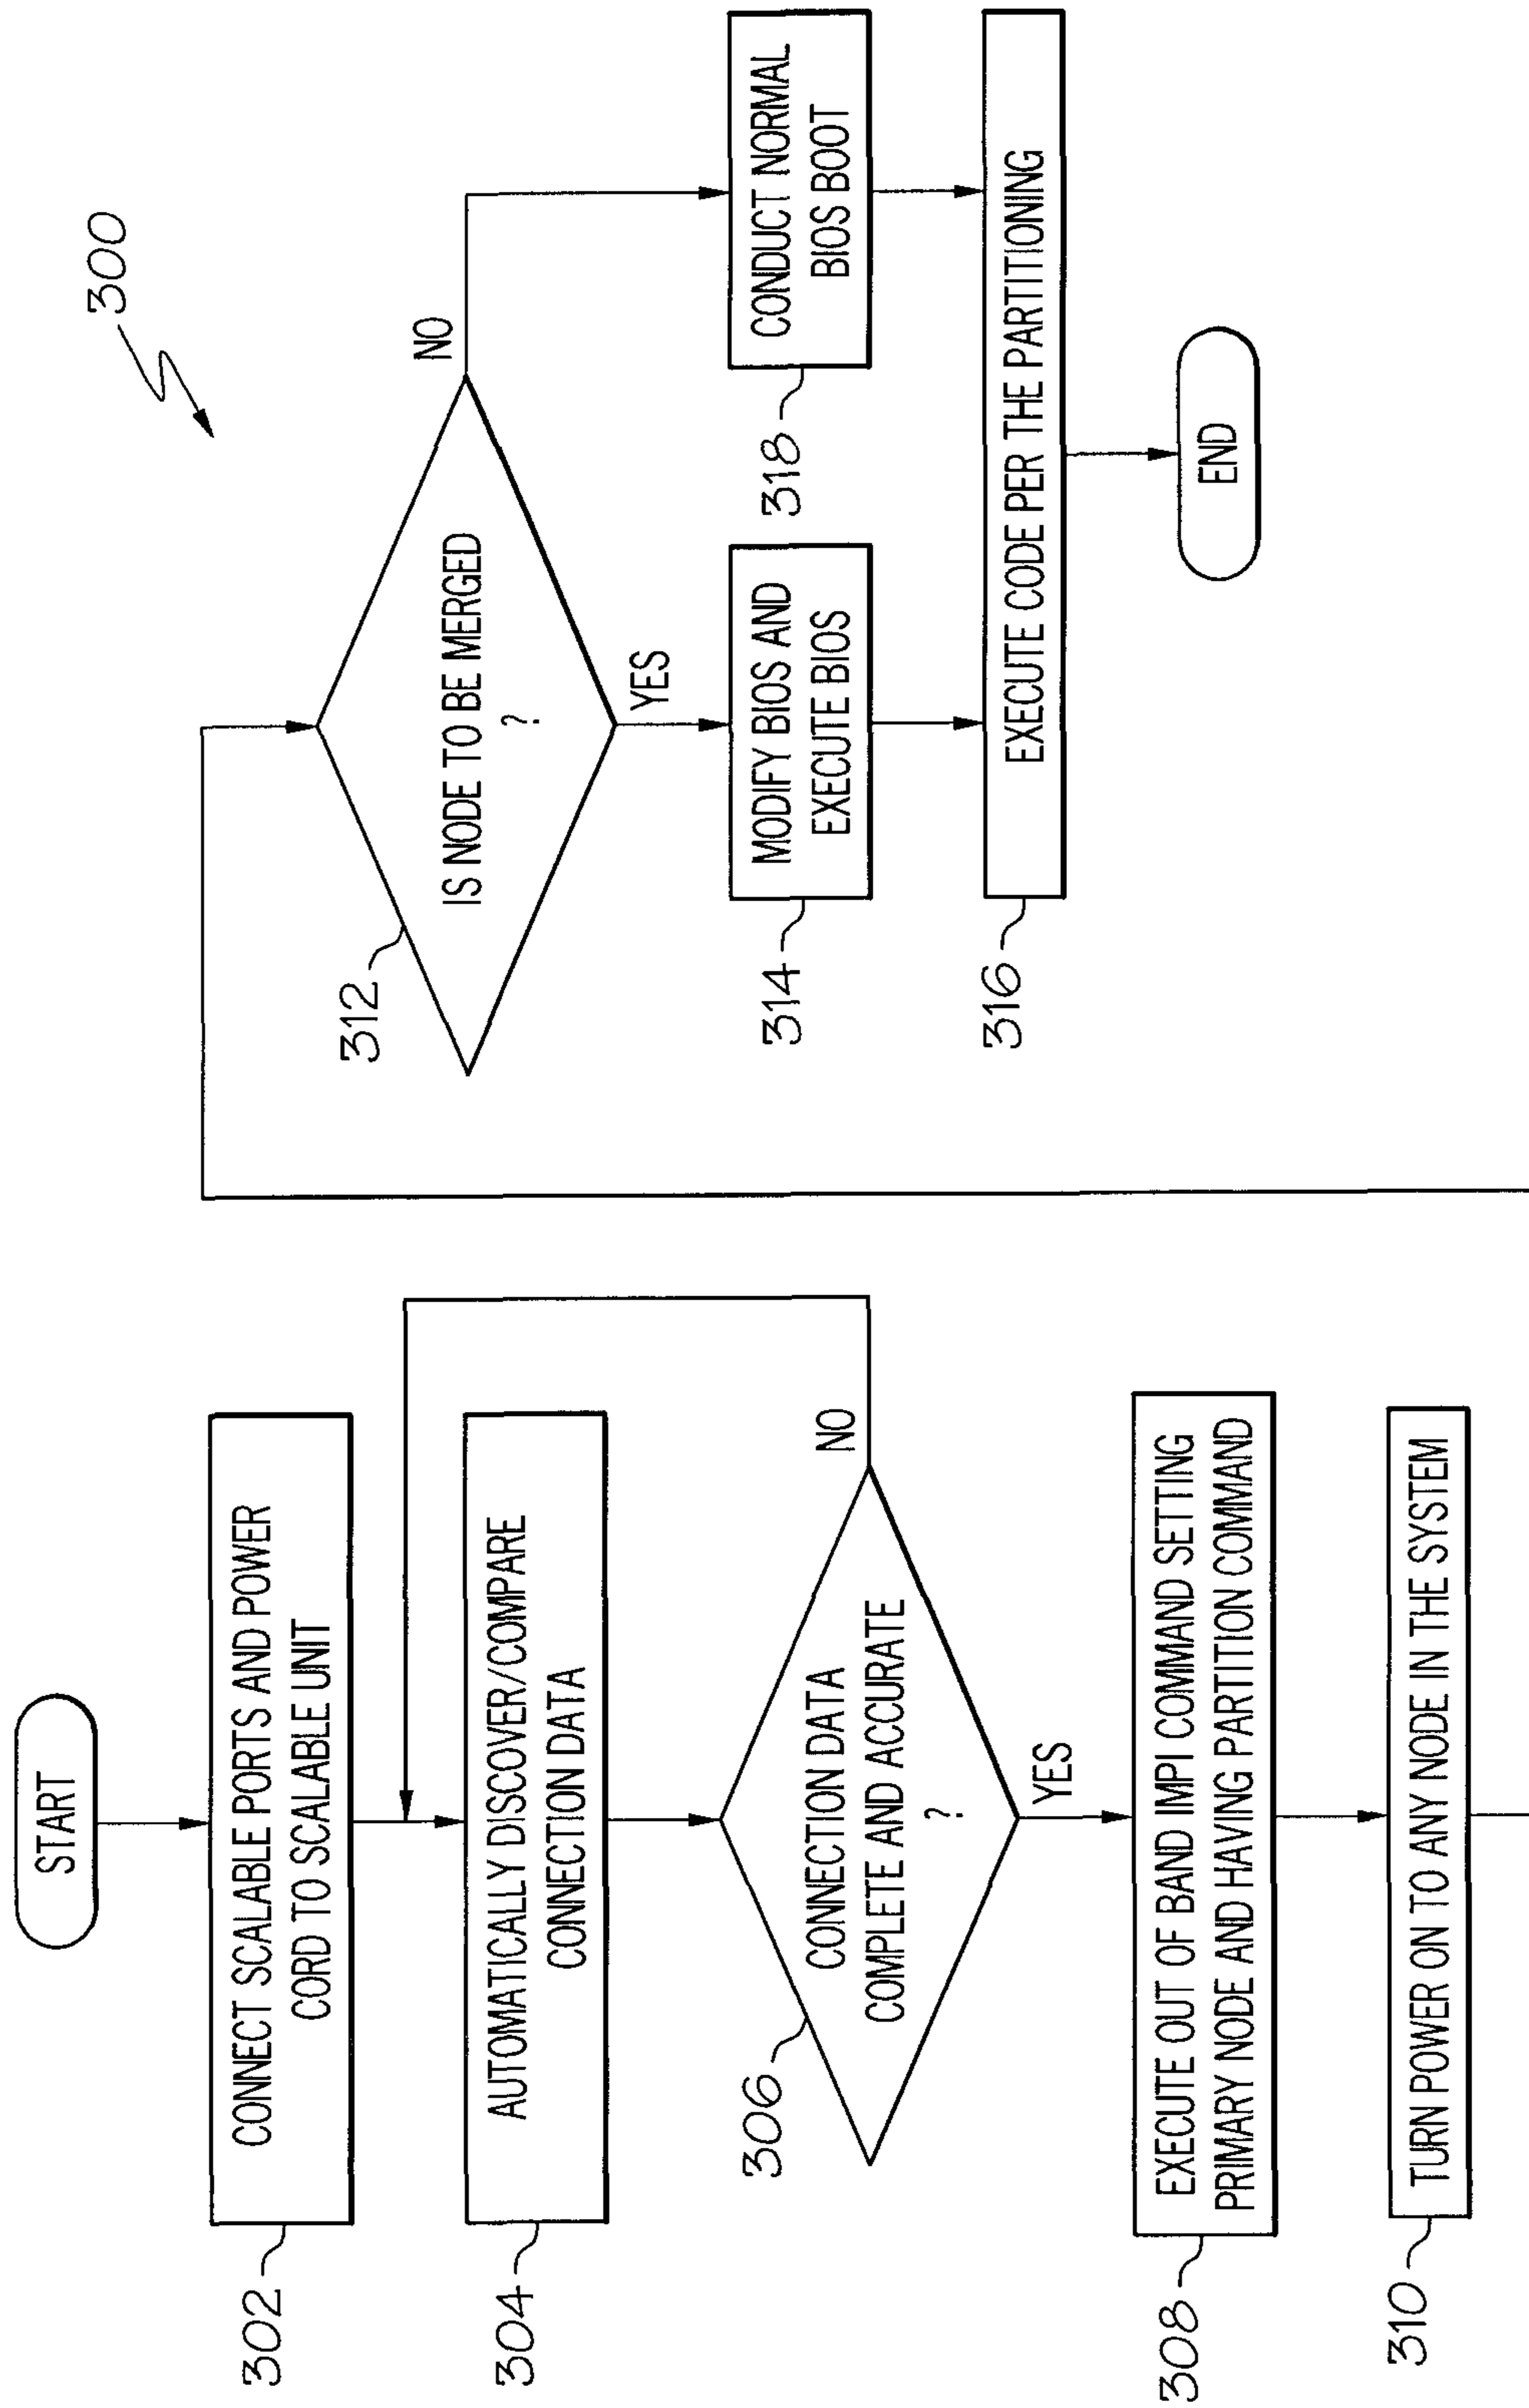 300
START
CONNECT SCALABLE PORTS AND POWER
CORD TO SCALABLE UNIT
302
AUTOMATICALLY DISCOVER/COMPARE
CONNECTION DATA
304
CONNECTION DATA
COMPLETE AND ACCURATE
?
306
NO
YES
EXECUTE OUT OF BAND IMPI COMMAND SETTING
PRIMARY NODE AND HAVING PARTITION COMMAND
308
TURN POWER ON TO ANY NODE IN THE SYSTEM
310
IS NODE TO BE MERGED
?
312
NO
YES
MODIFY BIOS AND
EXECUTE BIOS
314
CONDUCT NORMAL
BIOS BOOT
318
EXECUTE CODE PER THE PARTITIONING
316
END